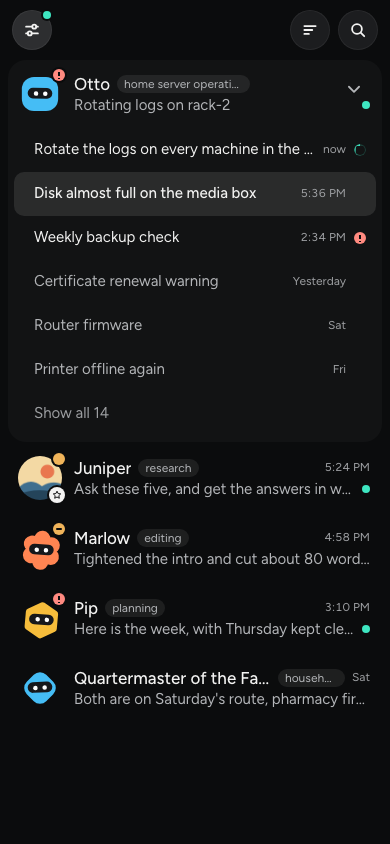 Otto home server operati...
Rotating logs on rack-2
Rotate the logs on every machine in the ... now
Disk almost full on the media box 5:36 PM
Weekly backup check 2:34 PM
Certificate renewal warning Yesterday
Router firmware Sat
Printer offline again Fri
Show all 14
Juniper research 5:24 PM
Ask these five, and get the answers in w...
Marlow editing 4:58 PM
Tightened the intro and cut about 80 word...
Pip planning 3:10 PM
Here is the week, with Thursday kept cle...
Quartermaster of the Fa... househ... Sat
Both are on Saturday's route, pharmacy fir...